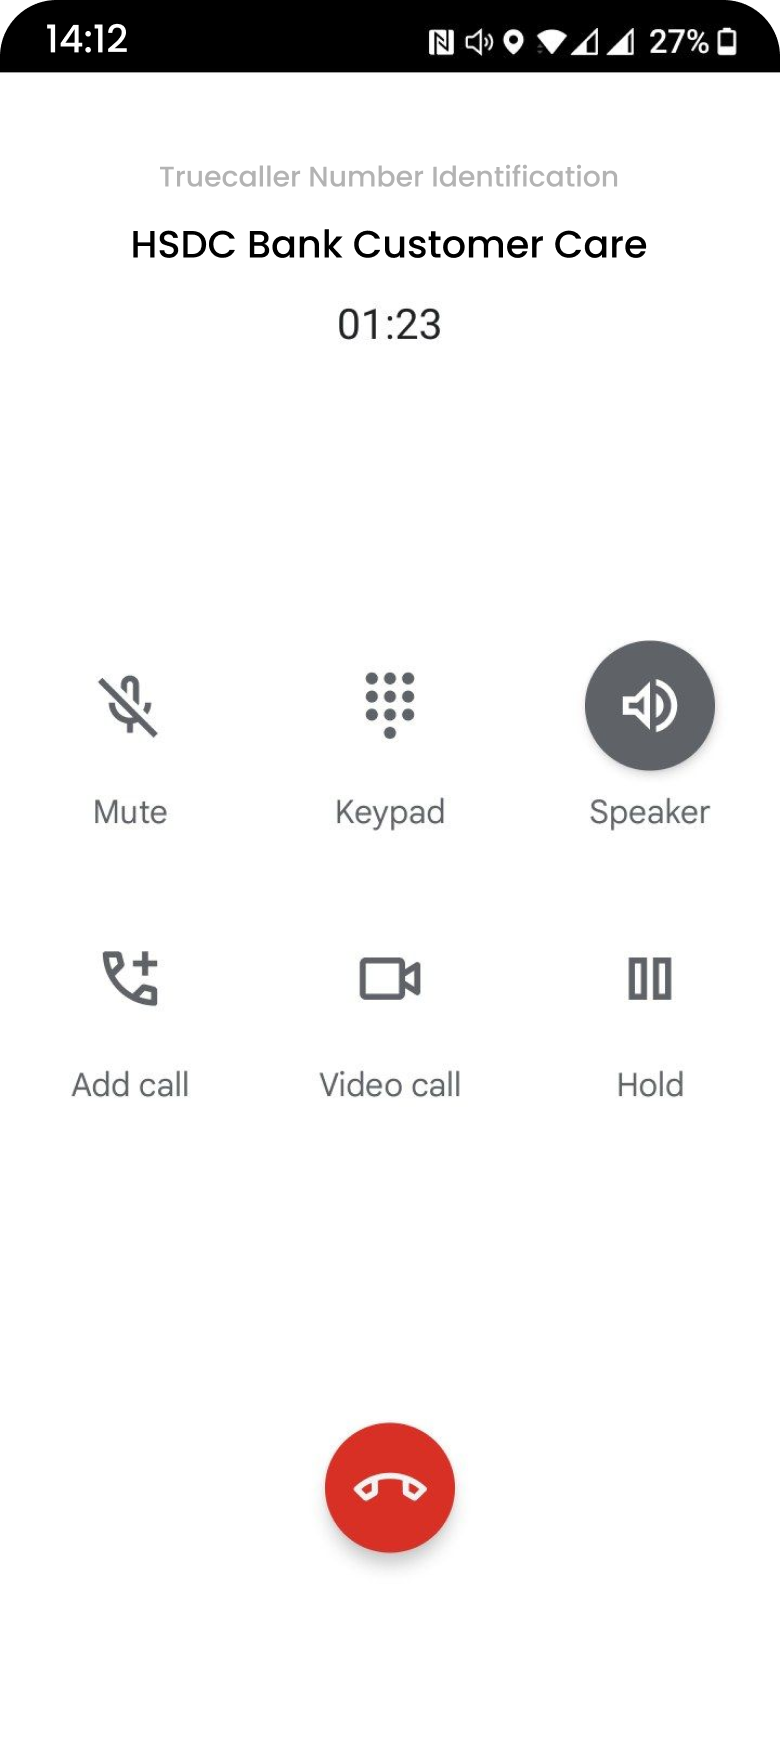 14:12 27%
Truecaller Number Identification
HSDC Bank Customer Care
01:23
Mute Keypad Speaker
Add call Video call Hold